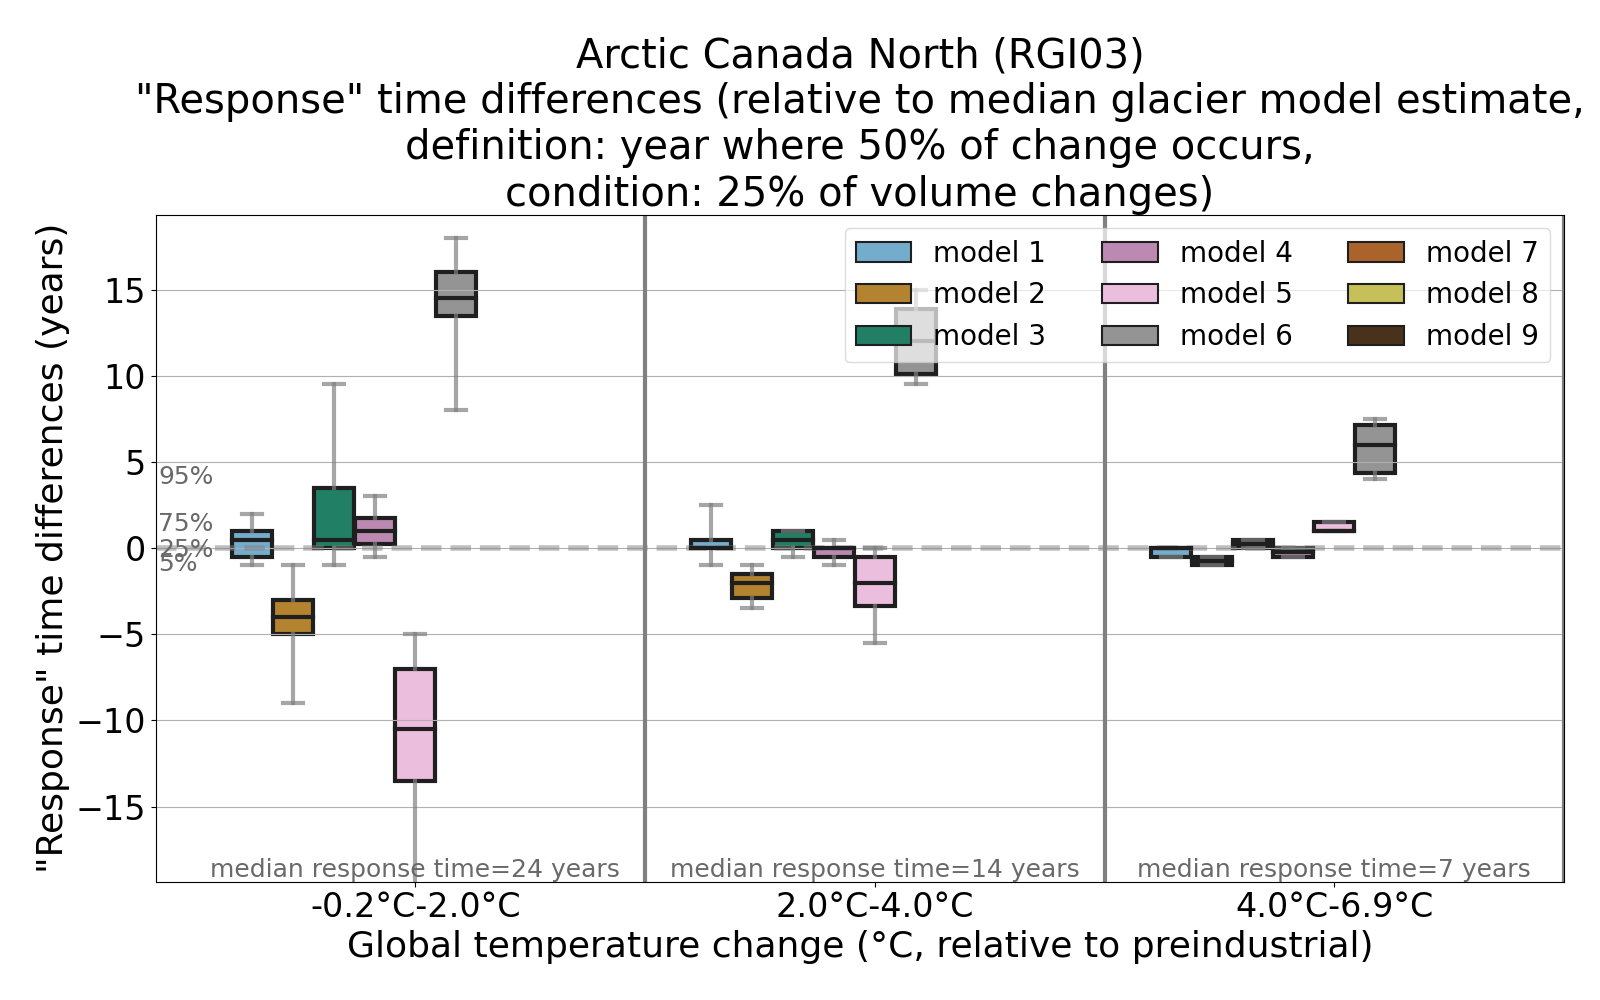 Arctic Canada North (RGI03)
"Response" time differences (relative to median glacier model estimate,
definition: year where 50% of change occurs,
condition: 25% of volume changes)
"Response" time differences (years)
15
10
5
0
−5
−10
−15
95%
75%
25%
5%
model 1
model 2
model 3
model 4
model 5
model 6
model 7
model 8
model 9
median response time=24 years
median response time=14 years
median response time=7 years
-0.2°C-2.0°C
2.0°C-4.0°C
4.0°C-6.9°C
Global temperature change (°C, relative to preindustrial)